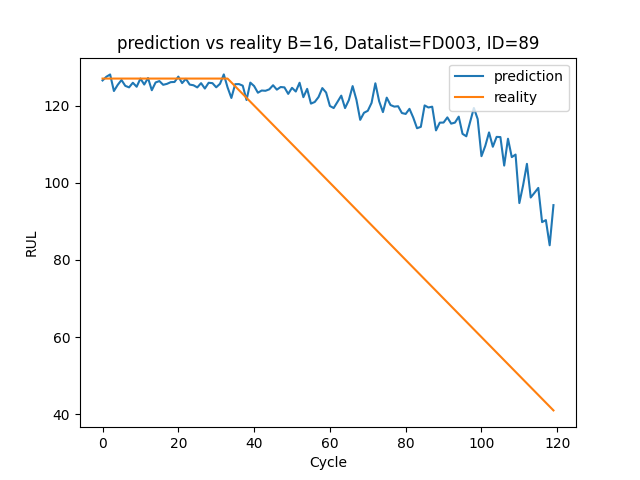 prediction vs reality B=16, Datalist=FD003, ID=89
prediction
reality
RUL
120
100
80
60
40
0 20 40 60 80 100 120
Cycle